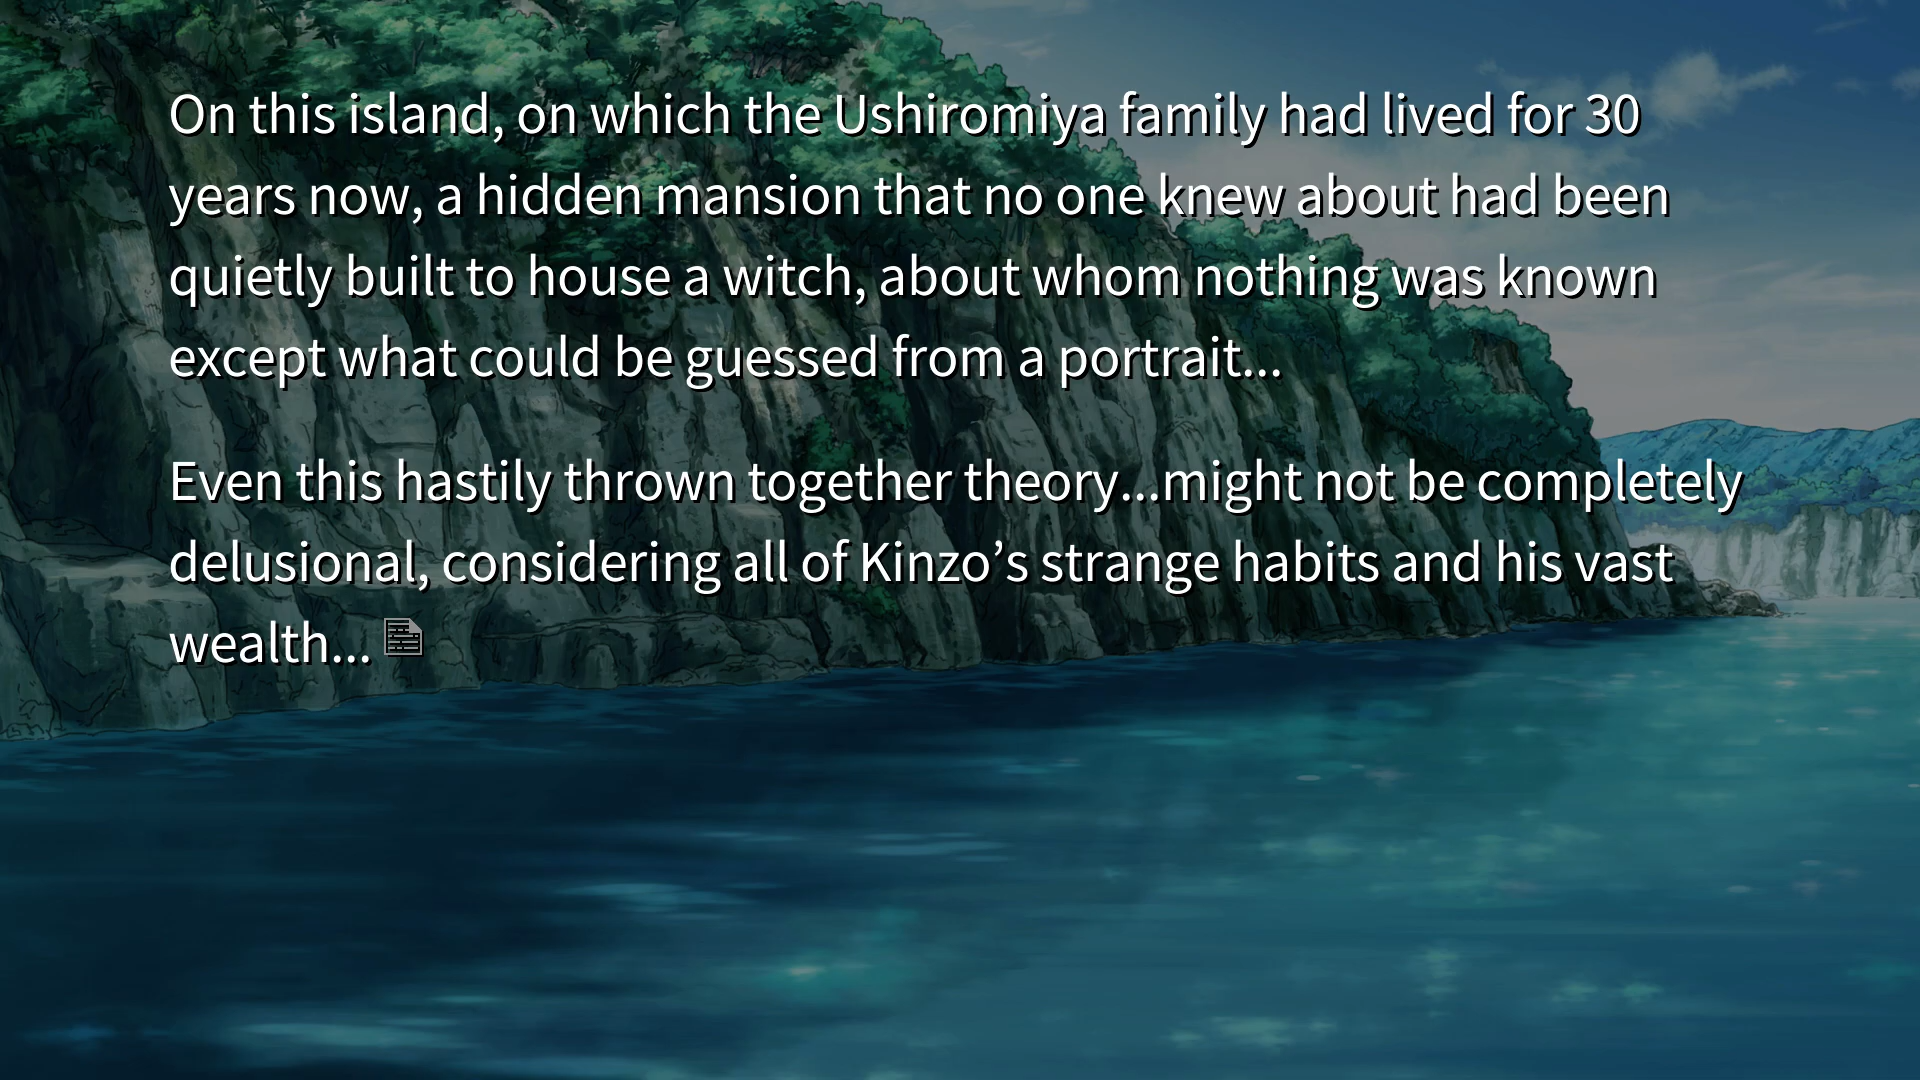 On this island, on which the Ushiromiya family had lived for 30
years now, a hidden mansion that no one knew about had been
quietly built to house a witch, about whom nothing was known
except what could be guessed from a portrait...
Even this hastily thrown together theory...might not be completely
delusional, considering all of Kinzo’s strange habits and his vast
wealth...